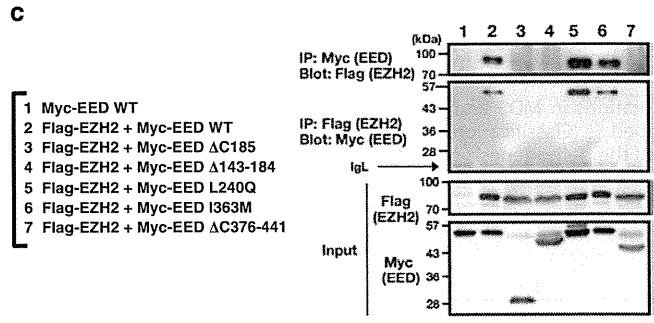 c
1 Myc-EED WT
2 Flag-EZH2 + Myc-EED WT
3 Flag-EZH2 + Myc-EED ΔC185
4 Flag-EZH2 + Myc-EED Δ143-184
5 Flag-EZH2 + Myc-EED L240Q
6 Flag-EZH2 + Myc-EED I363M
7 Flag-EZH2 + Myc-EED ΔC376-441
1 2 3 4 5 6 7
(kDa)
IP: Myc (EED)
Blot: Flag (EZH2)
100
70
IP: Flag (EZH2)
Blot: Myc (EED)
57
43
36
28
IgL
Input
Flag
(EZH2)
100
70
Myc
(EED)
57
43
36
28